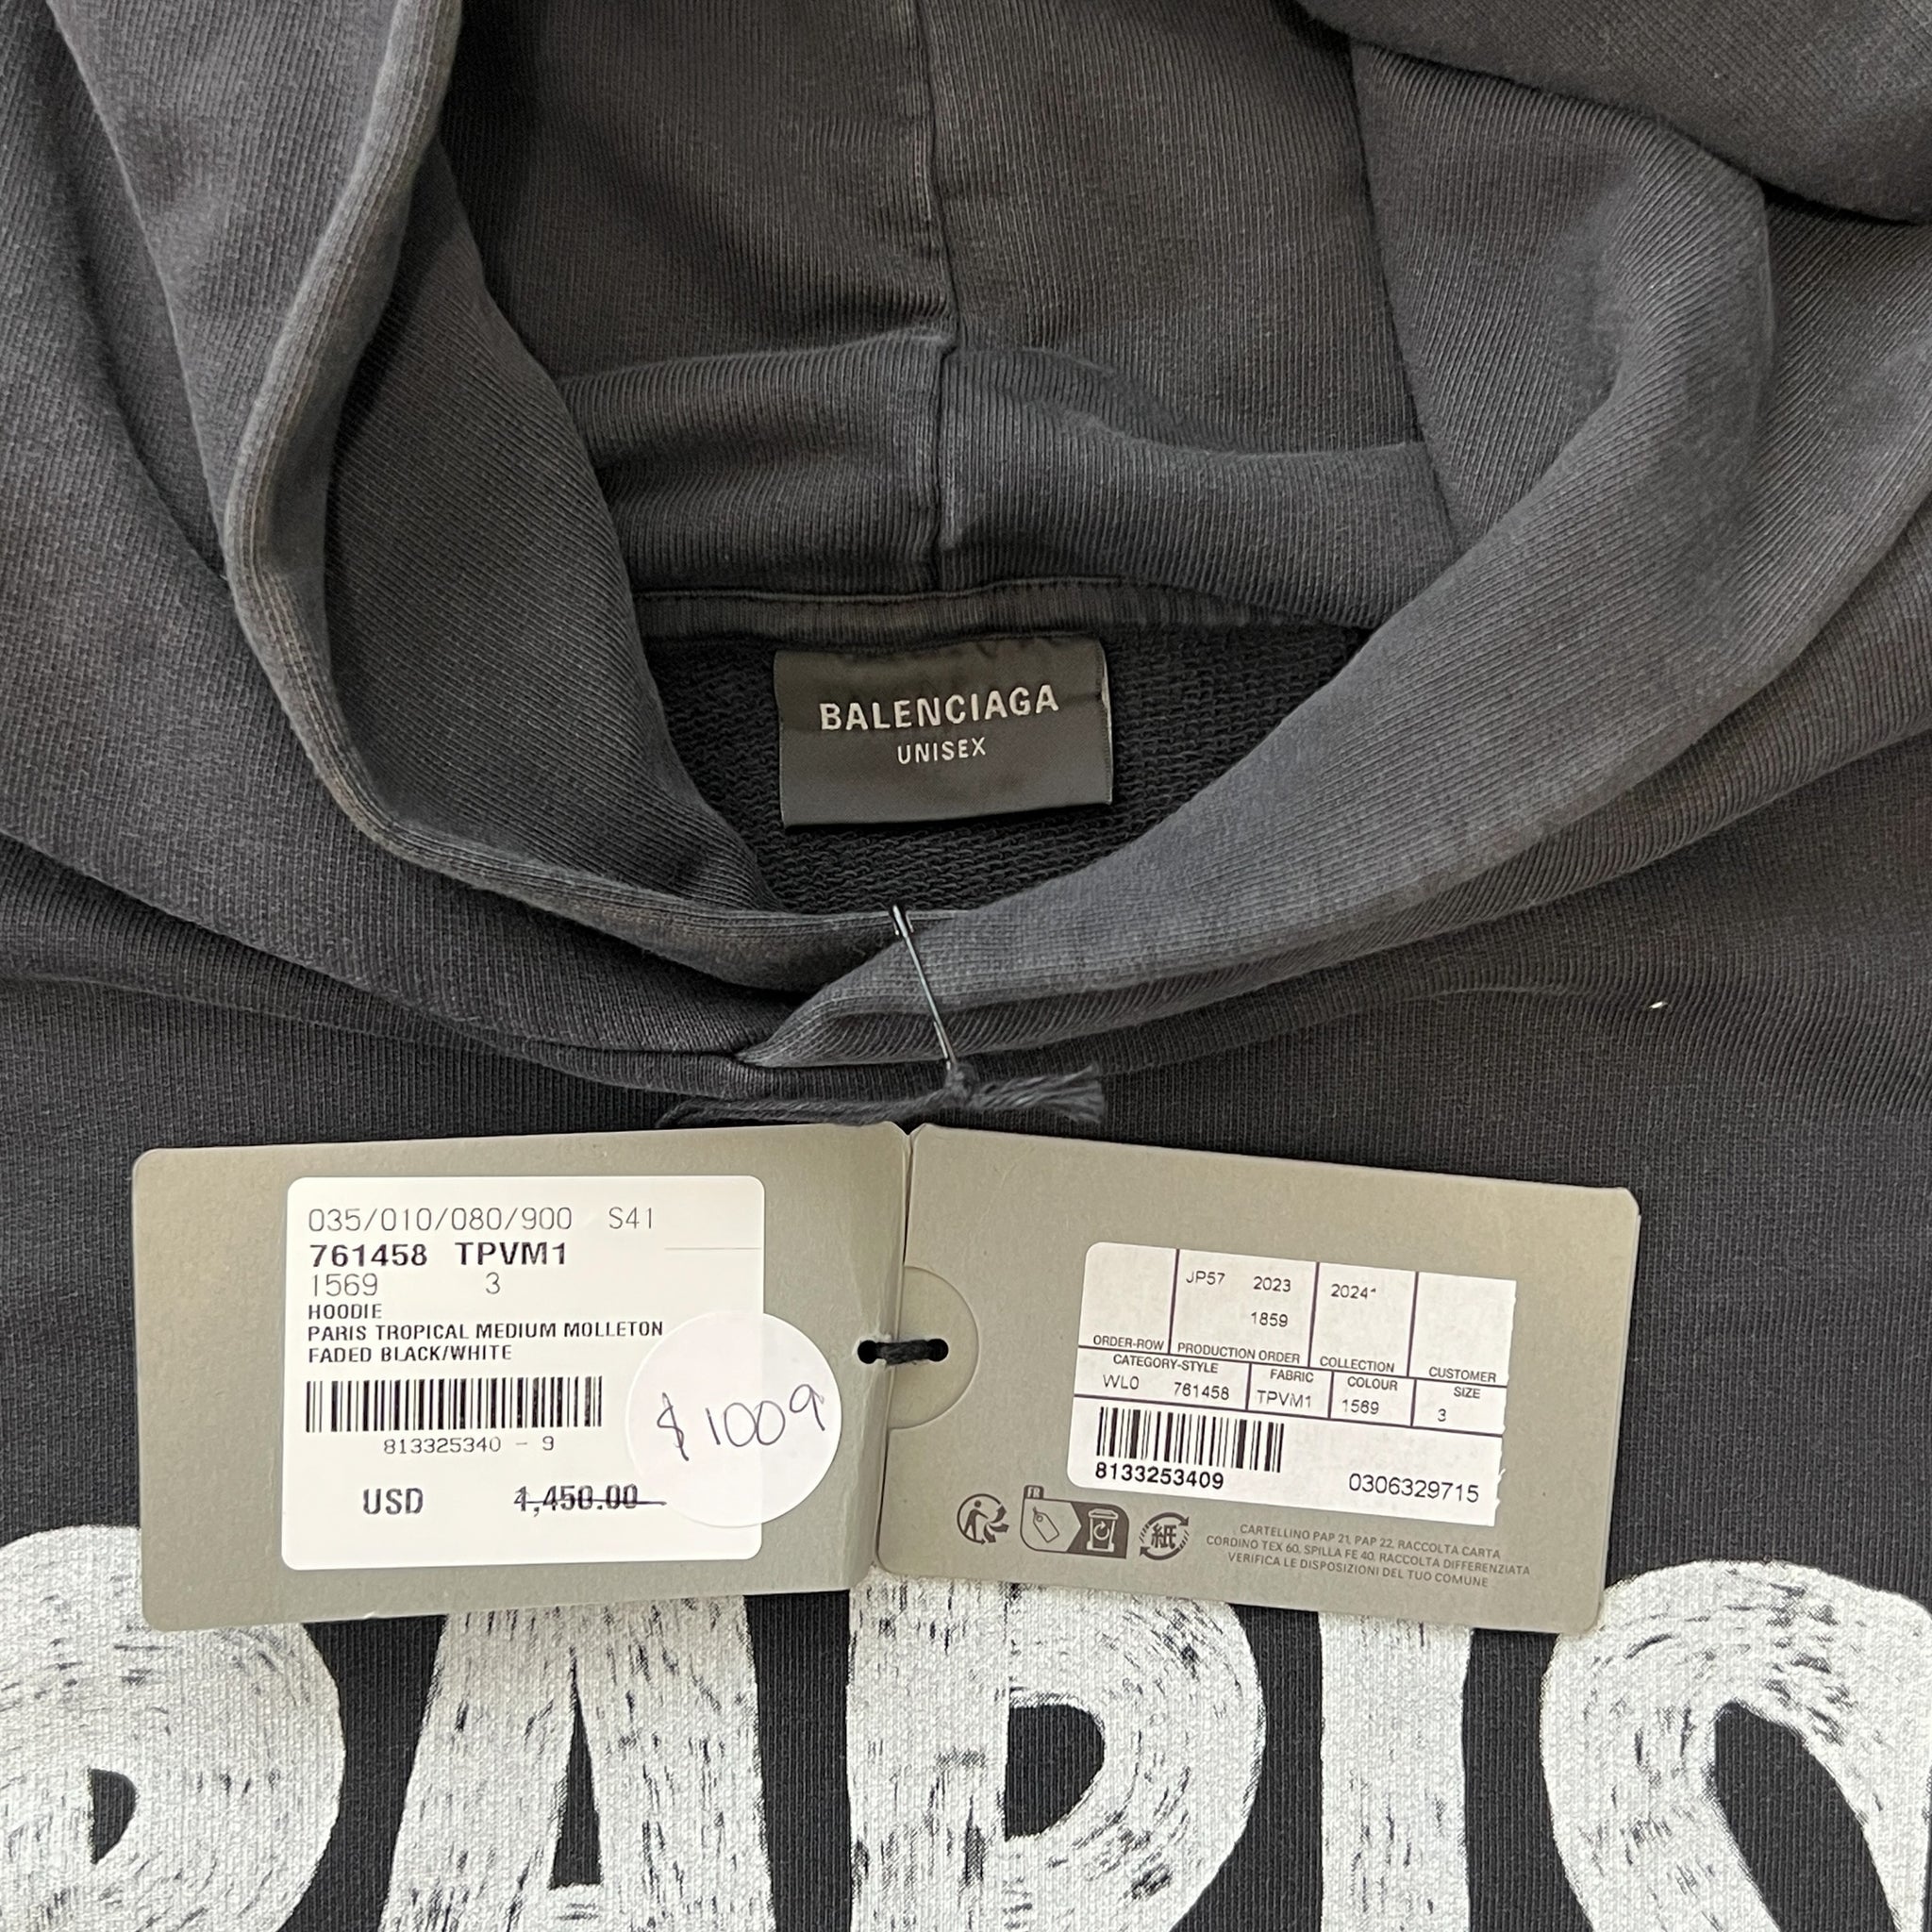 BALENCIAGA
UNISEX
035/010/080/900 S41
761458 TPVM1
1569 3
HOODIE
PARIS TROPICAL MEDIUM MOLLETON
FADED BLACK/WHITE
813325340 - 9
USD 1,450.00
$1009
JP57 2023 2024*
1859
ORDER-ROW PRODUCTION ORDER COLLECTION CUSTOMER
CATEGORY-STYLE FABRIC COLOUR SIZE
WL0 761458 TPVM1 1569 3
8133253409 0306329715
FR
紙
CARTELLINO PAP 21, PAP 22. RACCOLTA CARTA
CORDINO TEX 60. SPILLA FE 40. RACCOLTA DIFFERENZIATA
VERIFICA LE DISPOSIZIONI DEL TUO COMUNE
PARIS